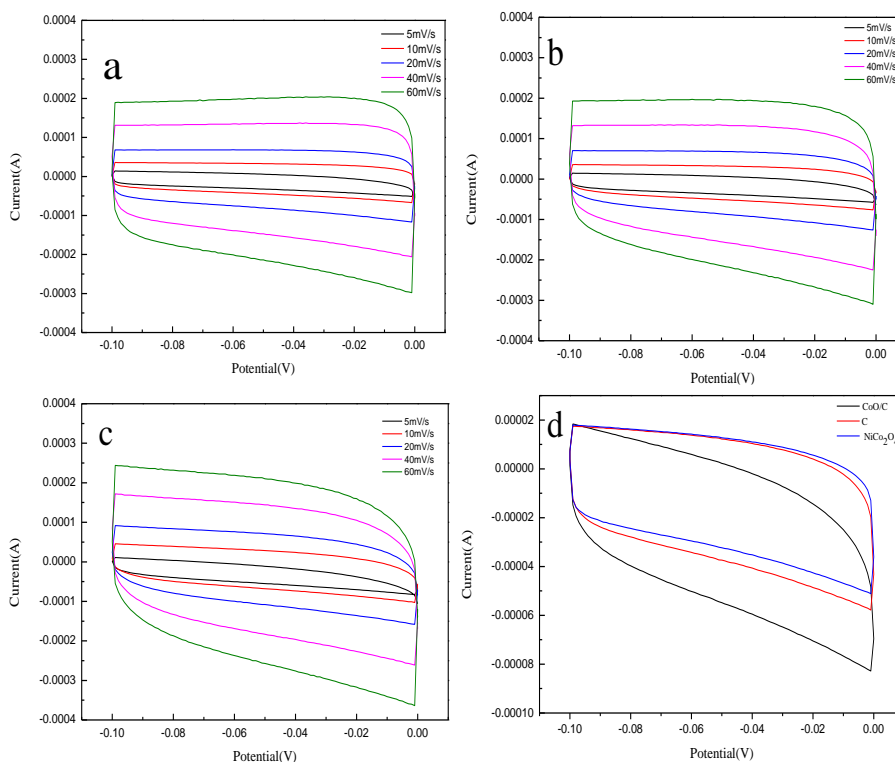 a
5mV/s
10mV/s
20mV/s
40mV/s
60mV/s
0.0004
0.0003
0.0002
0.0001
0.0000
-0.0001
-0.0002
-0.0003
-0.0004
Current(A)
-0.10
-0.08
-0.06
-0.04
-0.02
0.00
Potential(V)
b
5mV/s
10mV/s
20mV/s
40mV/s
60mV/s
0.0004
0.0003
0.0002
0.0001
0.0000
-0.0001
-0.0002
-0.0003
-0.0004
Current(A)
-0.10
-0.08
-0.06
-0.04
-0.02
0.00
Potential(V)
c
5mV/s
10mV/s
20mV/s
40mV/s
60mV/s
0.0004
0.0003
0.0002
0.0001
0.0000
-0.0001
-0.0002
-0.0003
-0.0004
Current(A)
-0.10
-0.08
-0.06
-0.04
-0.02
0.00
Potential(V)
d
CoO/C
C
NiCo2O
0.00002
0.00000
-0.00002
-0.00004
-0.00006
-0.00008
-0.00010
Current(A)
-0.10
-0.08
-0.06
-0.04
-0.02
0.00
Potential(V)